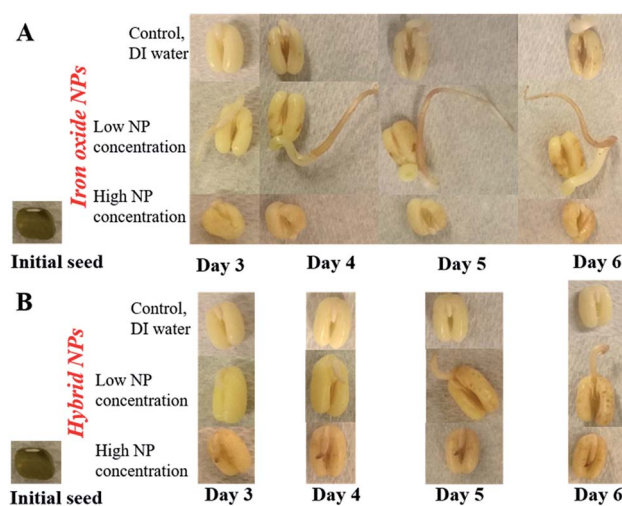 A
Iron oxide NPs
Control,
DI water
Low NP
concentration
High NP
concentration
Initial seed
Day 3 Day 4 Day 5 Day 6
B
Hybrid NPs
Control,
DI water
Low NP
concentration
High NP
concentration
Initial seed
Day 3 Day 4 Day 5 Day 6